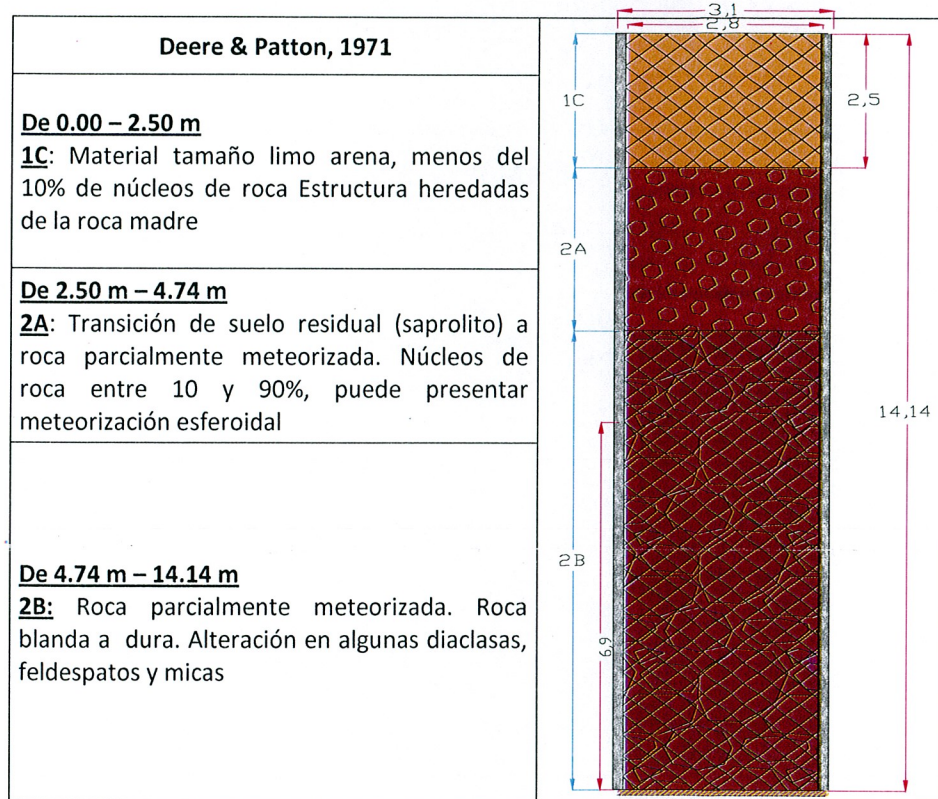 Deere & Patton, 1971
De 0.00 – 2.50 m
1C: Material tamaño limo arena, menos del
10% de núcleos de roca Estructura heredadas
de la roca madre
De 2.50 m – 4.74 m
2A: Transición de suelo residual (saprolito) a
roca parcialmente meteorizada. Núcleos de
roca entre 10 y 90%, puede presentar
meteorización esferoidal
De 4.74 m – 14.14 m
2B: Roca parcialmente meteorizada. Roca
blanda a dura. Alteración en algunas diaclasas,
feldespatos y micas
3,1
2,8
1C
2,5
2A
14,14
2B
6,9